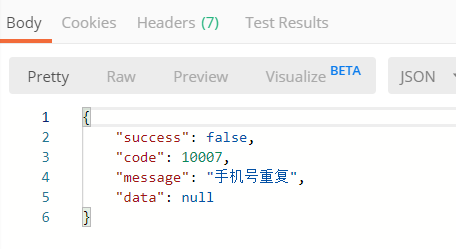 Body Cookies Headers (7) Test Results
Pretty Raw Preview Visualize BETA JSON
1 {
2 "success": false,
3 "code": 10007,
4 "message": "手机号重复",
5 "data": null
6 }